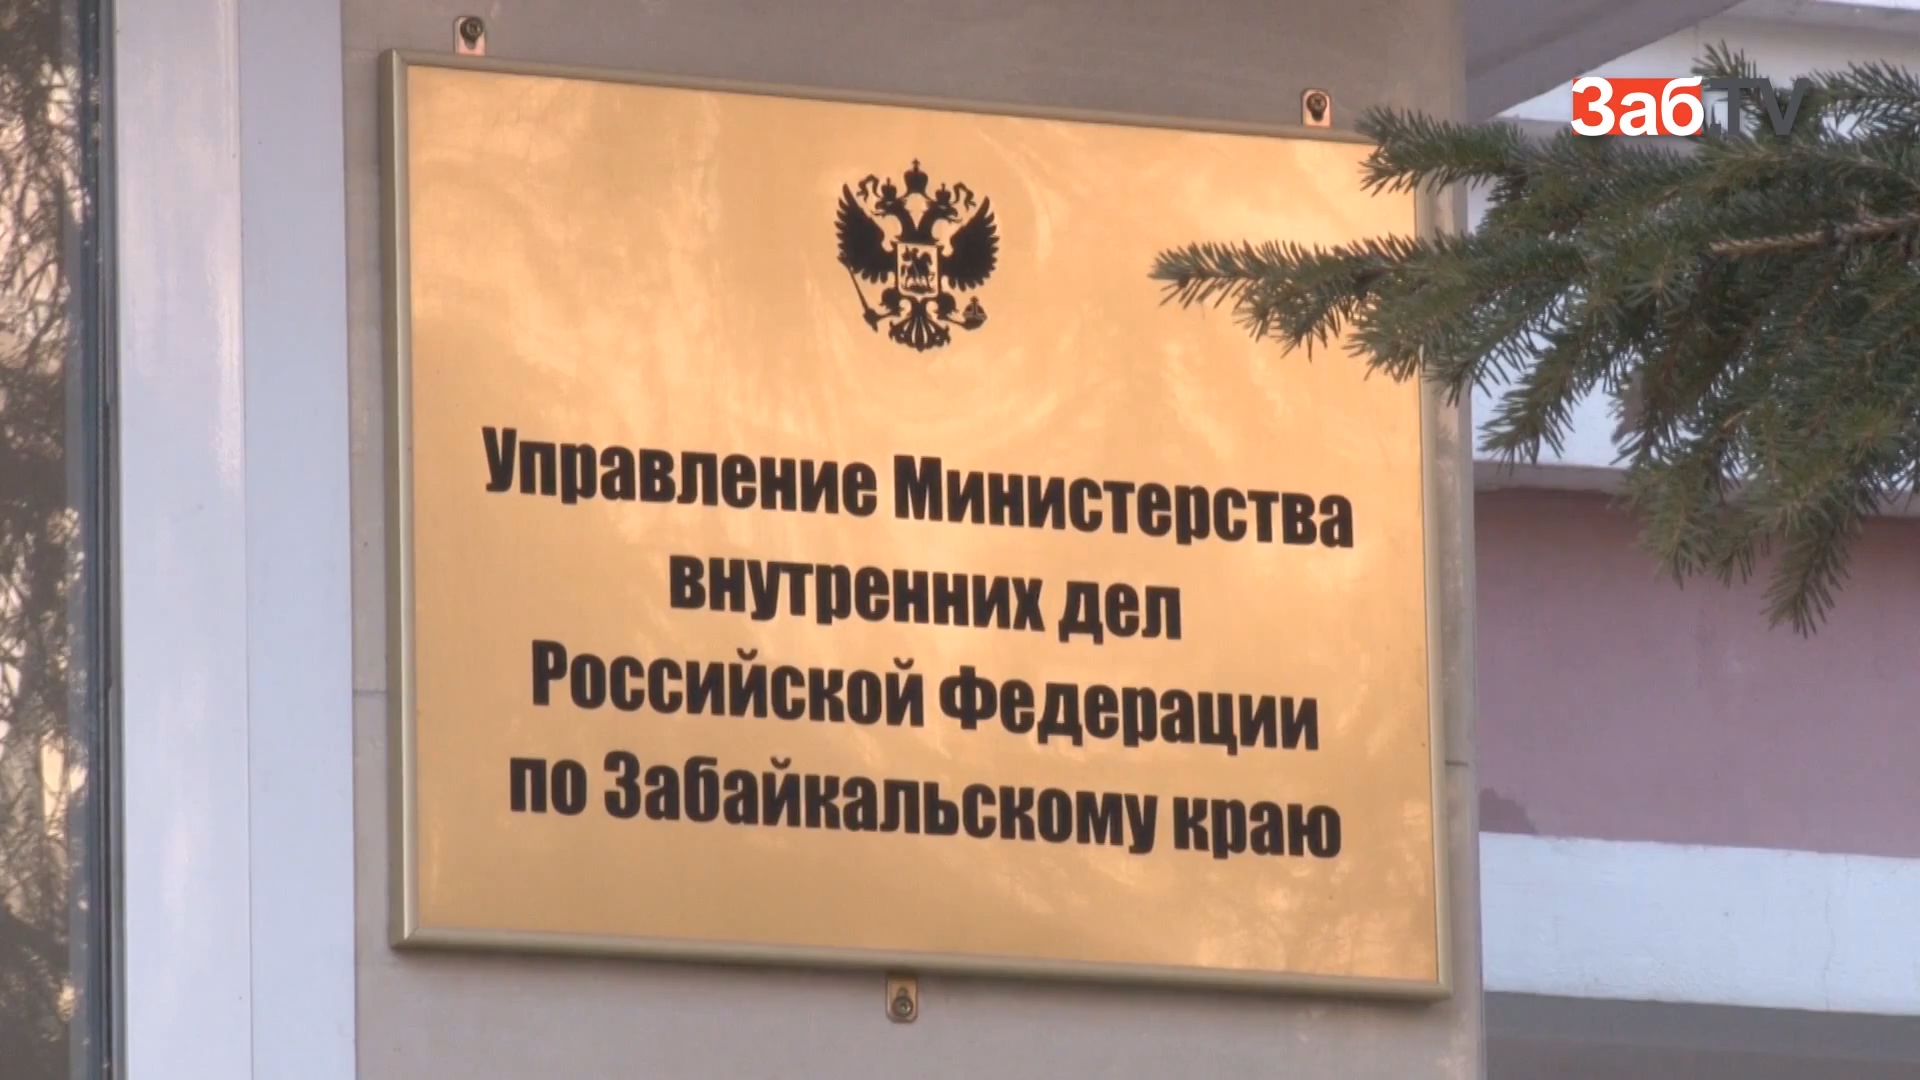 Заб.TV
Управление Министерства
внутренних дел
Российской Федерации
по Забайкальскому краю